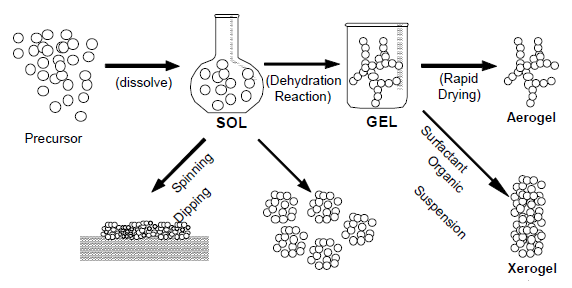 Precursor
(dissolve)
SOL
(Dehydration
Reaction)
GEL
(Rapid
Drying)
Aerogel
Spinning
Dipping
Surfactant
Organic
Suspension
Xerogel